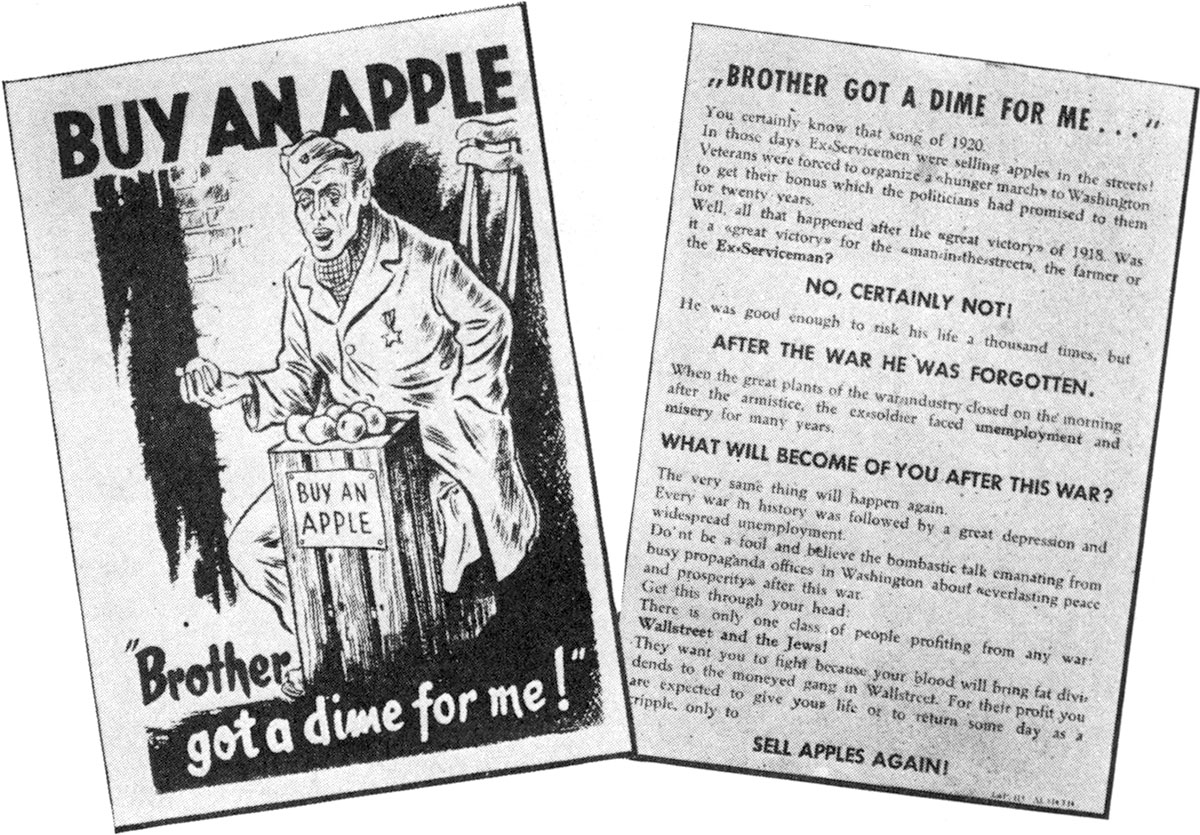 BUY AN APPLE
BUY AN
APPLE
"Brother
got a dime for me!"
„BROTHER GOT A DIME FOR ME . . ."
You certainly know that song of 1920.
In those days Ex-Servicemen were selling apples in the streets!
Veterans were forced to organize a «hunger march» to Washington
to get their bonus which the politicians had promised to them
for twenty years.
Well, all that happened after the «great victory» of 1918. Was
it a «great victory» for the «man-in-the-street», the farmer or
the Ex-Serviceman?
NO, CERTAINLY NOT!
He was good enough to risk his life a thousand times, but
AFTER THE WAR HE WAS FORGOTTEN.
When the great plants of the war-industry closed on the morning
after the armistice, the ex-soldier faced unemployment and
misery for many years.
WHAT WILL BECOME OF YOU AFTER THIS WAR?
The very same thing will happen again.
Every war in history was followed by a great depression and
widespread unemployment.
Do'nt be a foul and believe the bombastic talk emanating from
busy propaganda offices in Washington about «everlasting peace
and prosperity» after this war.
Get this through your head:
There is only one class of people profiting from any war:
Wallstreet and the Jews!
They want you to fight because your blood will bring fat divi-
dends to the moneyed gang in Wallstreet. For their profit you
are expected to give your life or to return some day as a
cripple, only to
SELL APPLES AGAIN!